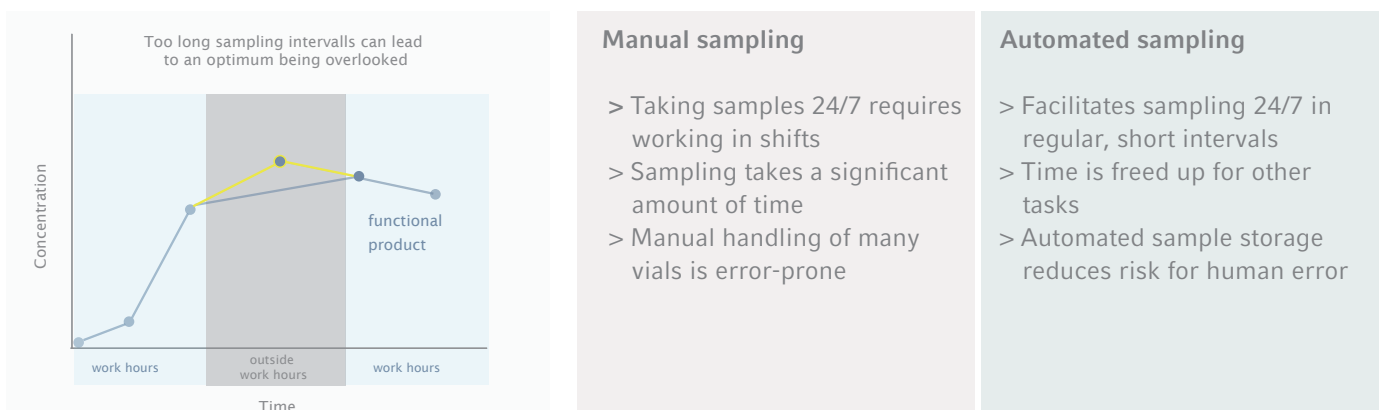 Too long sampling intervalls can lead
to an optimum being overlooked
Concentration
functional
product
work hours
outside
work hours
work hours
Time
Manual sampling
> Taking samples 24/7 requires
working in shifts
> Sampling takes a significant
amount of time
> Manual handling of many
vials is error-prone
Automated sampling
> Facilitates sampling 24/7 in
regular, short intervals
> Time is freed up for other
tasks
> Automated sample storage
reduces risk for human error